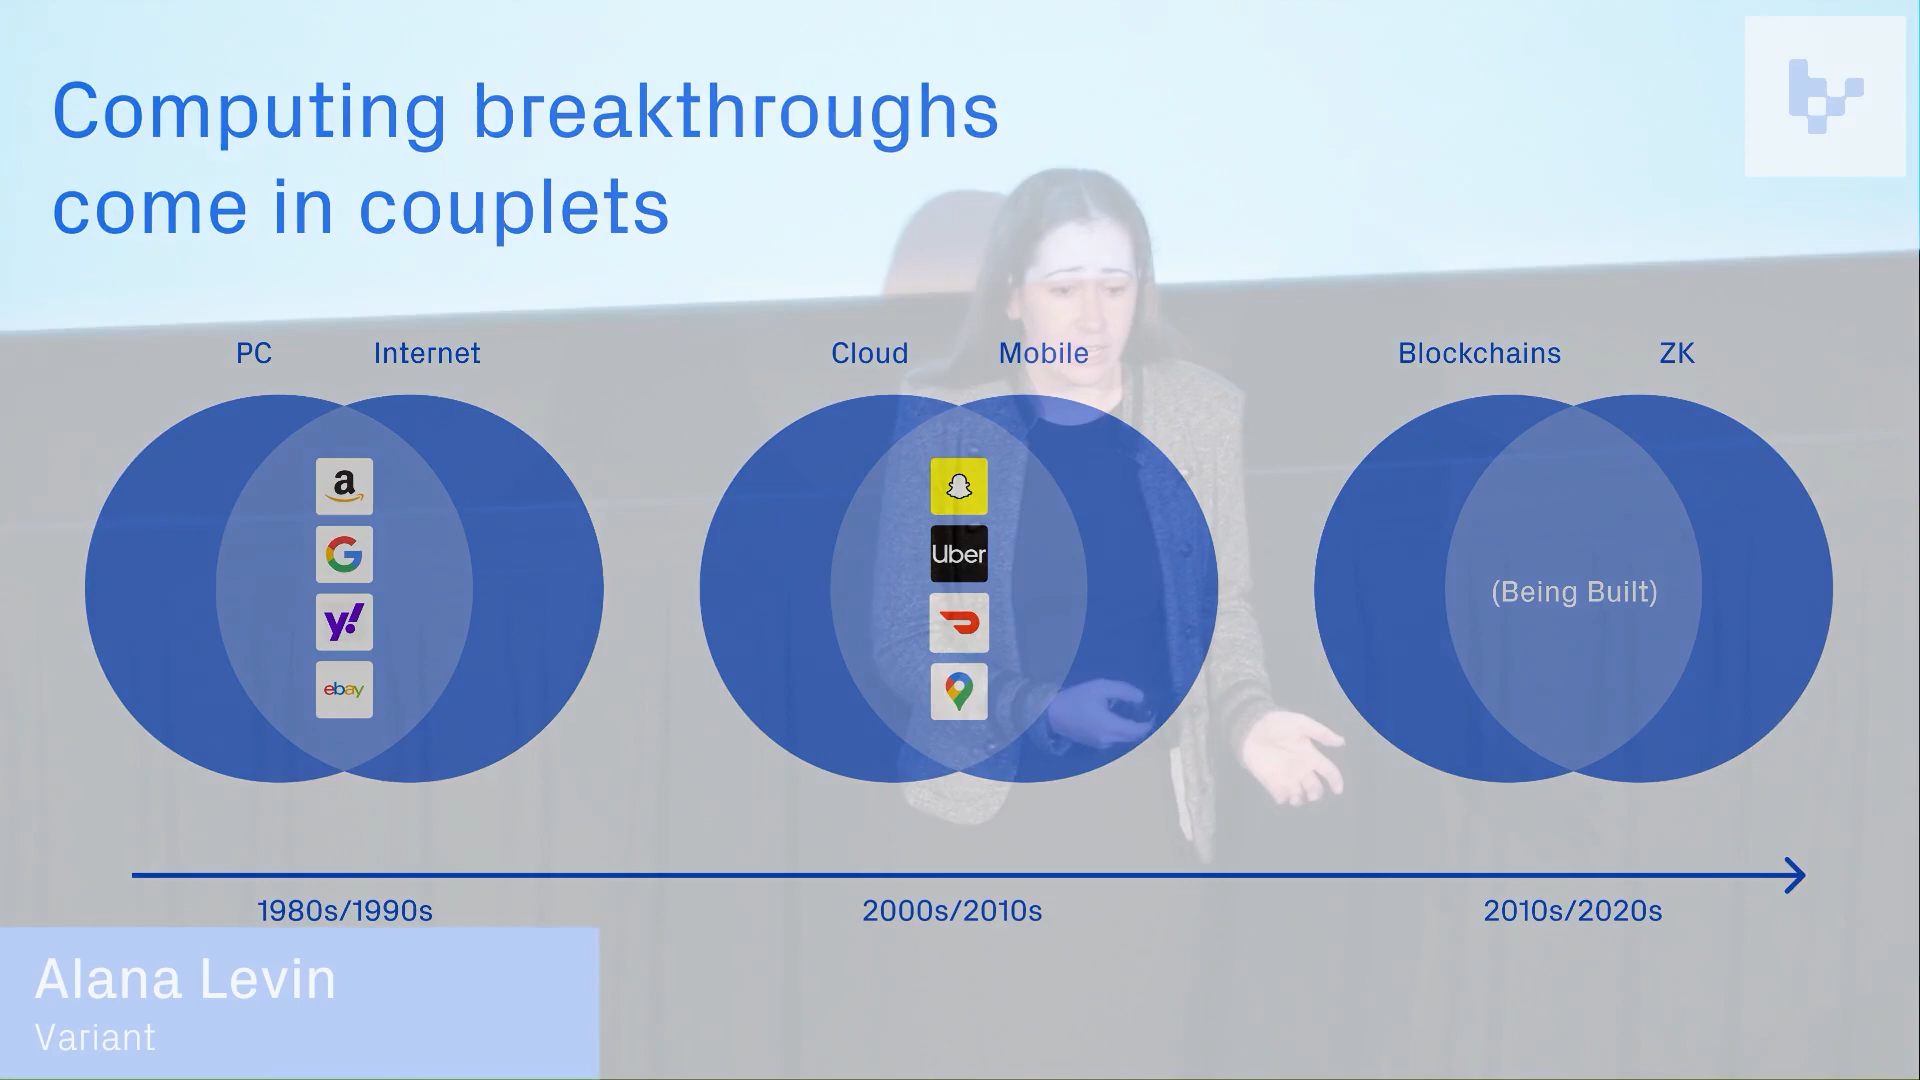 Computing breakthroughs
come in couplets
PC Internet
Cloud Mobile
Blockchains ZK
a
G
y!
ebay
Uber
(Being Built)
1980s/1990s
2000s/2010s
2010s/2020s
Alana Levin
Variant